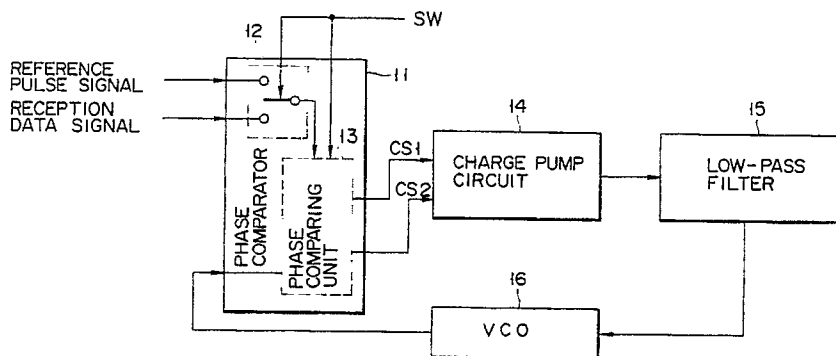 SW
12
11
REFERENCE
PULSE SIGNAL
RECEPTION
DATA SIGNAL
13
14
15
CS1
CS2
CHARGE PUMP
CIRCUIT
LOW-PASS
FILTER
PHASE
COMPARATOR
PHASE
COMPARING
UNIT
16
VCO